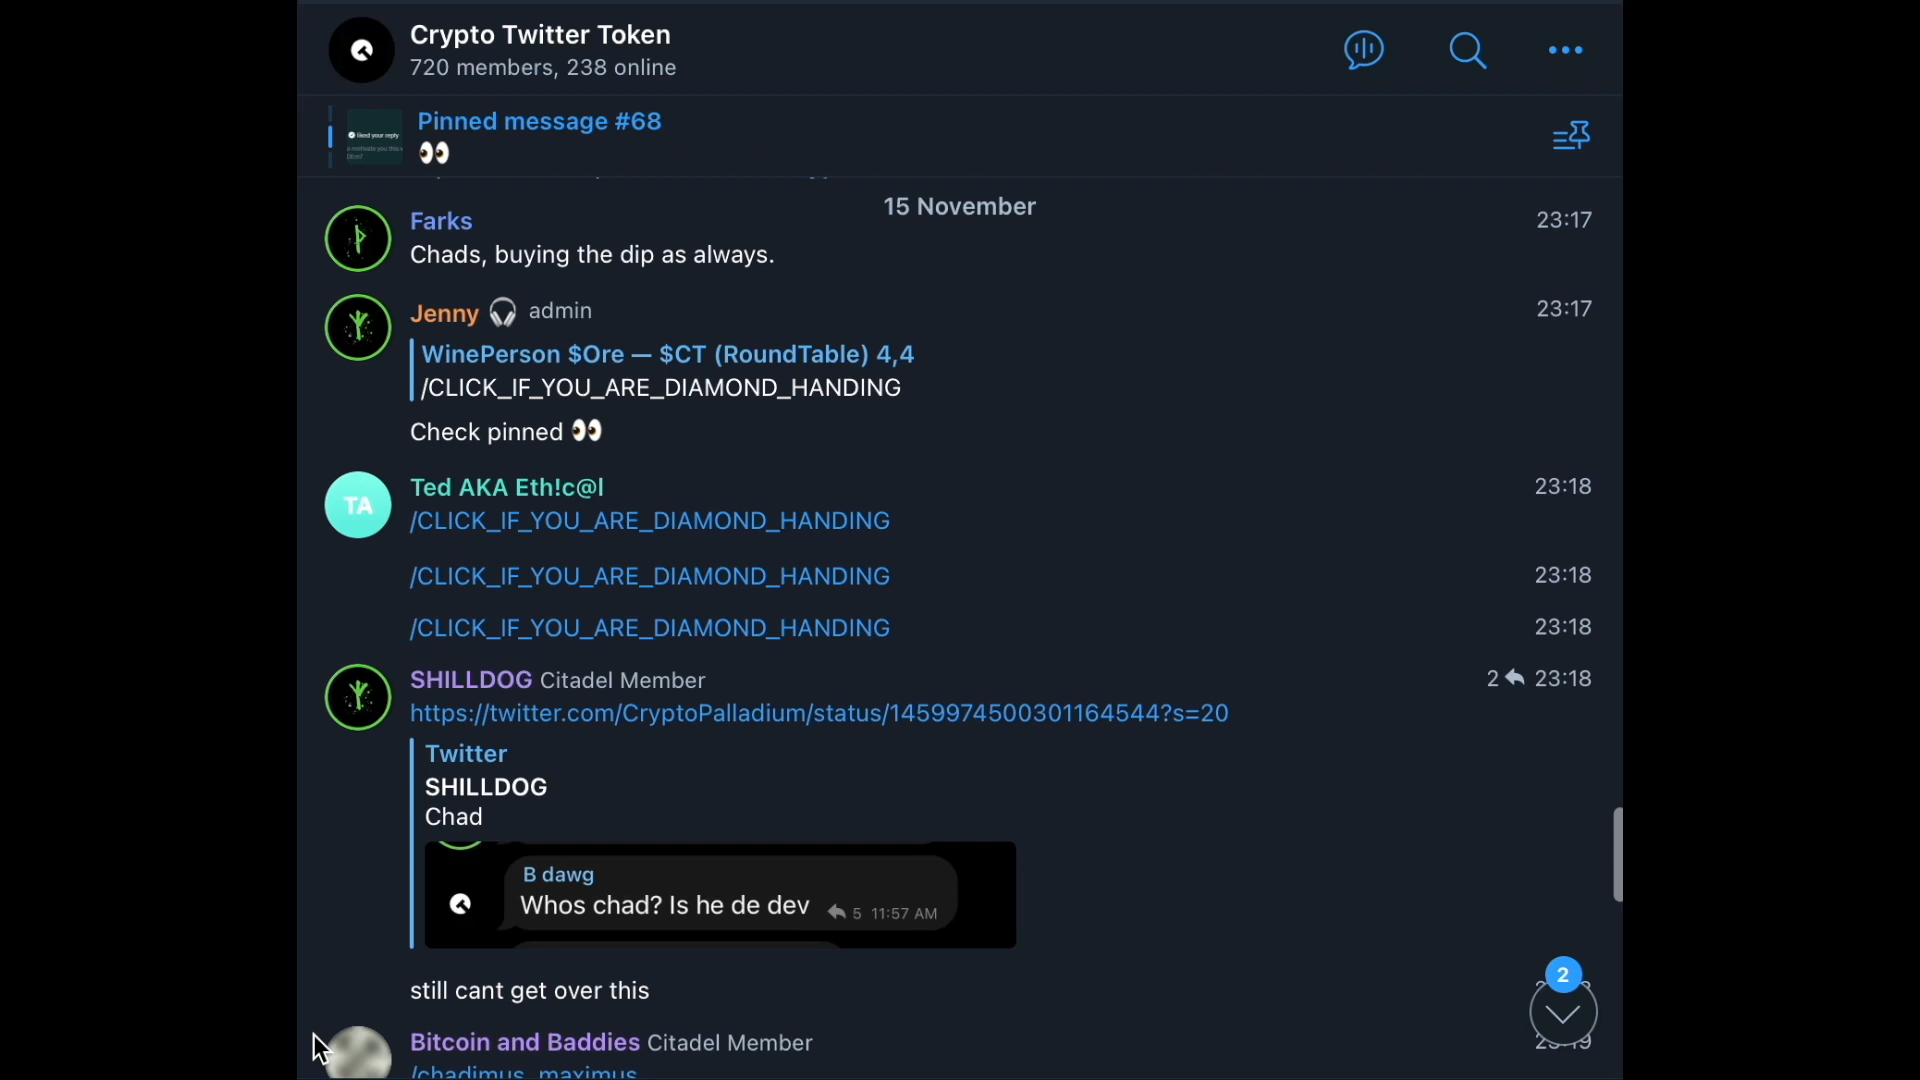 Crypto Twitter Token
720 members, 238 online
Pinned message #68
👀
15 November
Farks 23:17
Chads, buying the dip as always.
Jenny 🎧 admin 23:17
WinePerson $Ore — $CT (RoundTable) 4,4
/CLICK_IF_YOU_ARE_DIAMOND_HANDING
Check pinned 👀
TA
Ted AKA Eth!c@l 23:18
/CLICK_IF_YOU_ARE_DIAMOND_HANDING
/CLICK_IF_YOU_ARE_DIAMOND_HANDING 23:18
/CLICK_IF_YOU_ARE_DIAMOND_HANDING 23:18
SHILLDOG Citadel Member 2 23:18
https://twitter.com/CryptoPalladium/status/1459974500301164544?s=20
Twitter
SHILLDOG
Chad
B dawg
Whos chad? Is he de dev 5 11:57 AM
still cant get over this
2
Bitcoin and Baddies Citadel Member
/chadimus_maximus